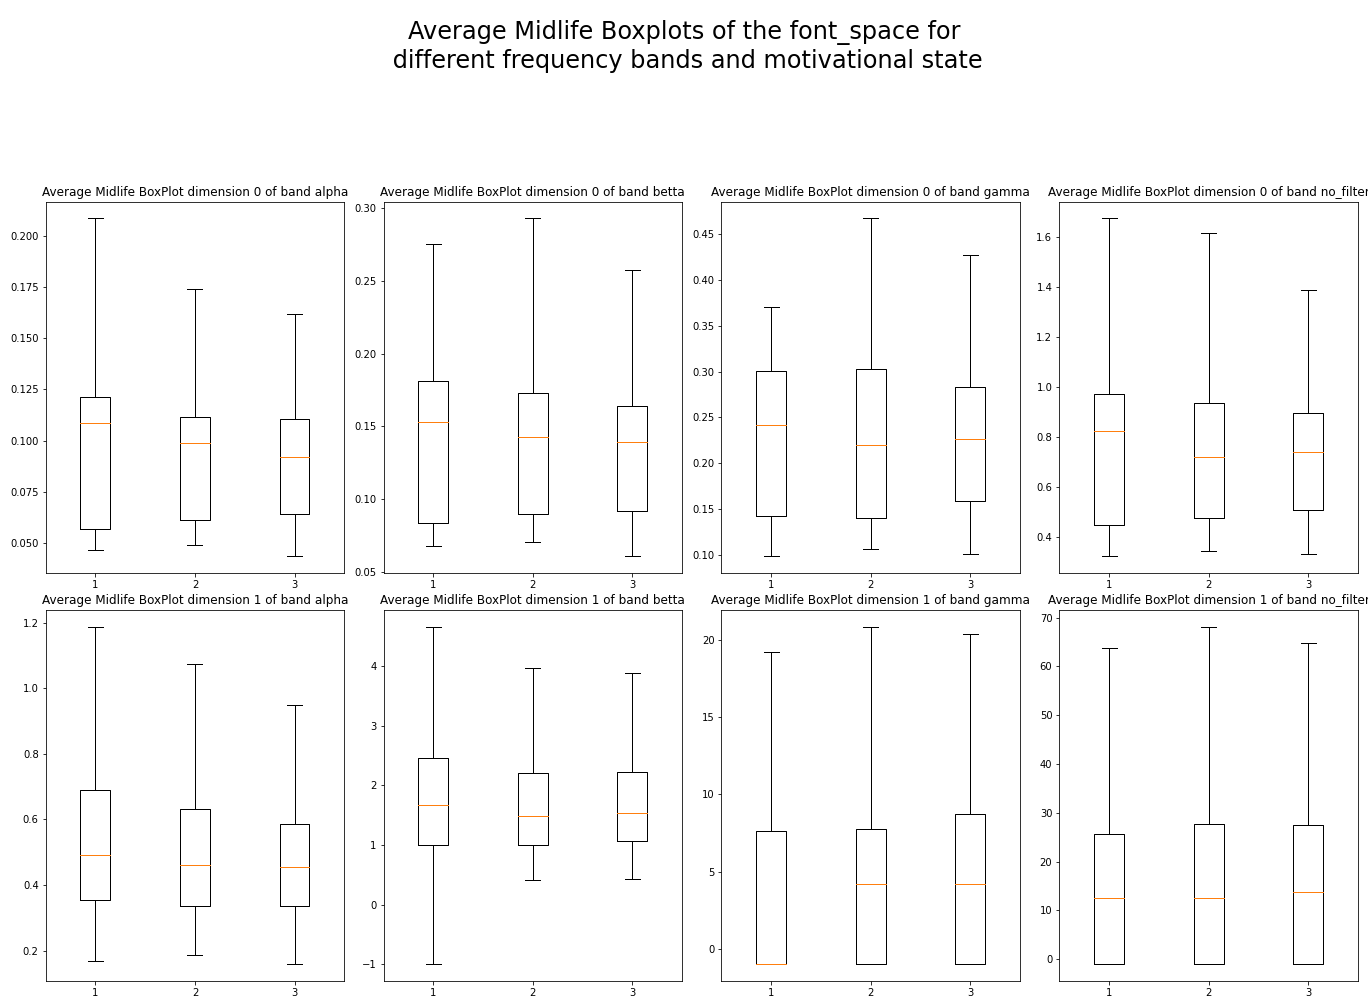 Average Midlife Boxplots of the font_space for
different frequency bands and motivational state
Average Midlife BoxPlot dimension 0 of band alpha
0.200
0.175
0.150
0.125
0.100
0.075
0.050
1 2 3
Average Midlife BoxPlot dimension 0 of band betta
0.30
0.25
0.20
0.15
0.10
0.05
1 2 3
Average Midlife BoxPlot dimension 0 of band gamma
0.45
0.40
0.35
0.30
0.25
0.20
0.15
0.10
1 2 3
Average Midlife BoxPlot dimension 0 of band no_filter
1.6
1.4
1.2
1.0
0.8
0.6
0.4
1 2 3
Average Midlife BoxPlot dimension 1 of band alpha
1.2
1.0
0.8
0.6
0.4
0.2
1 2 3
Average Midlife BoxPlot dimension 1 of band betta
4
3
2
1
0
−1
1 2 3
Average Midlife BoxPlot dimension 1 of band gamma
20
15
10
5
0
1 2 3
Average Midlife BoxPlot dimension 1 of band no_filter
70
60
50
40
30
20
10
0
1 2 3